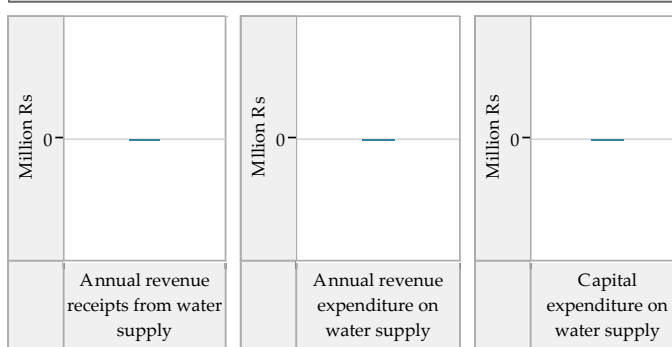 Million Rs
0
Annual revenue
receipts from water
supply
Mllion Rs
0
Annual revenue
expenditure on
water supply
Million Rs
0
Capital
expenditure on
water supply